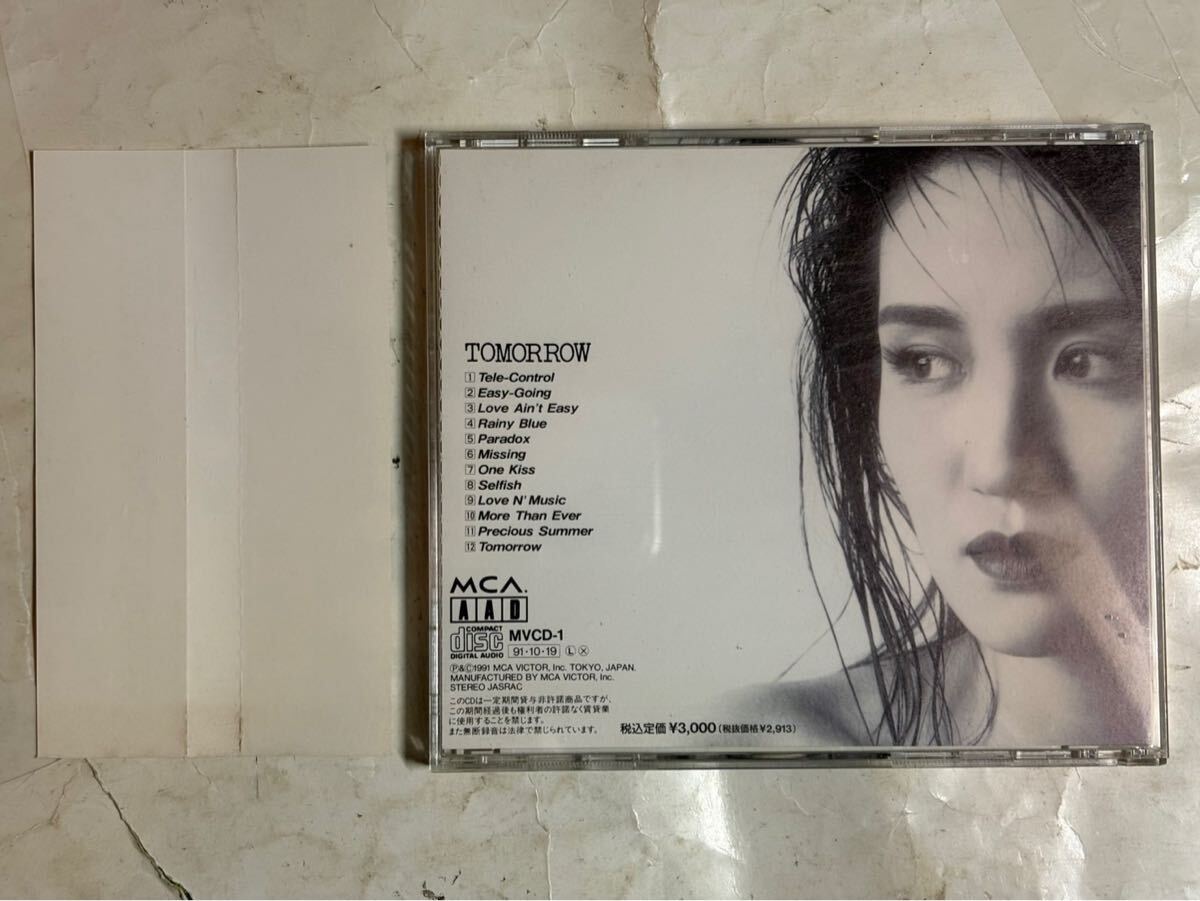 TOMORROW
1 Tele-Control
2 Easy-Going
3 Love Ain't Easy
4 Rainy Blue
5 Paradox
6 Missing
7 One Kiss
8 Selfish
9 Love N' Music
10 More Than Ever
11 Precious Summer
12 Tomorrow
MCA.
AAD
COMPACT
disc
DIGITAL AUDIO
MVCD-1
91・10・19 Ⓛ Ⓧ
Ⓟ&Ⓒ1991 MCA VICTOR, Inc. TOKYO, JAPAN.
MANUFACTURED BY MCA VICTOR, Inc.
STEREO JASRAC
このCDは一定期間貸与非許諾商品ですが、
この期間経過後も権利者の許諾なく賃貸業
に使用することを禁じます。
また無断録音は法律で禁じられています。
税込定価 ¥3,000(税抜価格¥2,913)